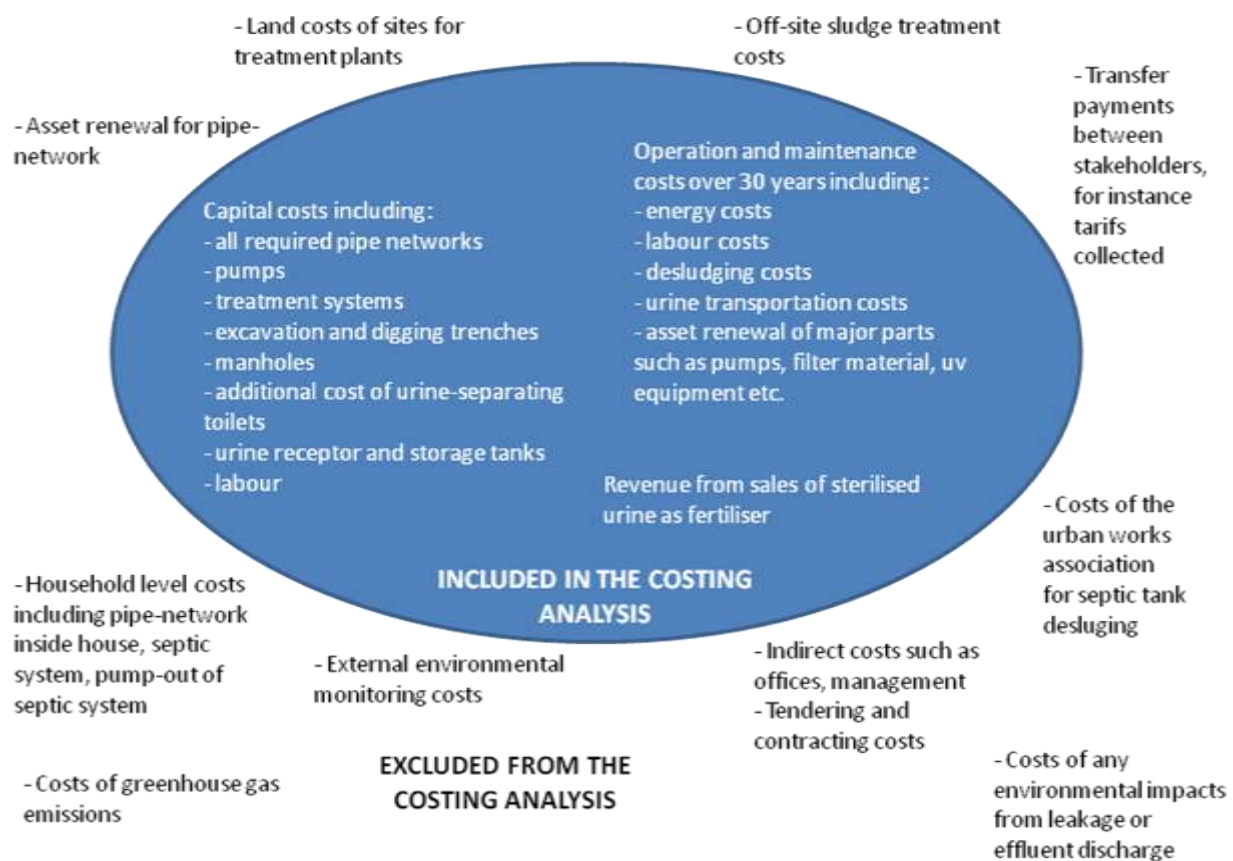 - Land costs of sites for
treatment plants
- Off-site sludge treatment
costs
- Transfer
payments
between
stakeholders,
for instance
tarifs
collected
- Asset renewal for pipe-
network
Capital costs including:
- all required pipe networks
- pumps
- treatment systems
- excavation and digging trenches
- manholes
- additional cost of urine-separating
toilets
- urine receptor and storage tanks
- labour
Operation and maintenance
costs over 30 years including:
- energy costs
- labour costs
- desludging costs
- urine transportation costs
- asset renewal of major parts
such as pumps, filter material, uv
equipment etc.
Revenue from sales of sterilised
urine as fertiliser
INCLUDED IN THE COSTING
ANALYSIS
- Costs of the
urban works
association
for septic tank
desluging
- Household level costs
including pipe-network
inside house, septic
system, pump-out of
septic system
- External environmental
monitoring costs
- Indirect costs such as
offices, management
- Tendering and
contracting costs
- Costs of greenhouse gas
emissions
EXCLUDED FROM THE
COSTING ANALYSIS
- Costs of any
environmental impacts
from leakage or
effluent discharge